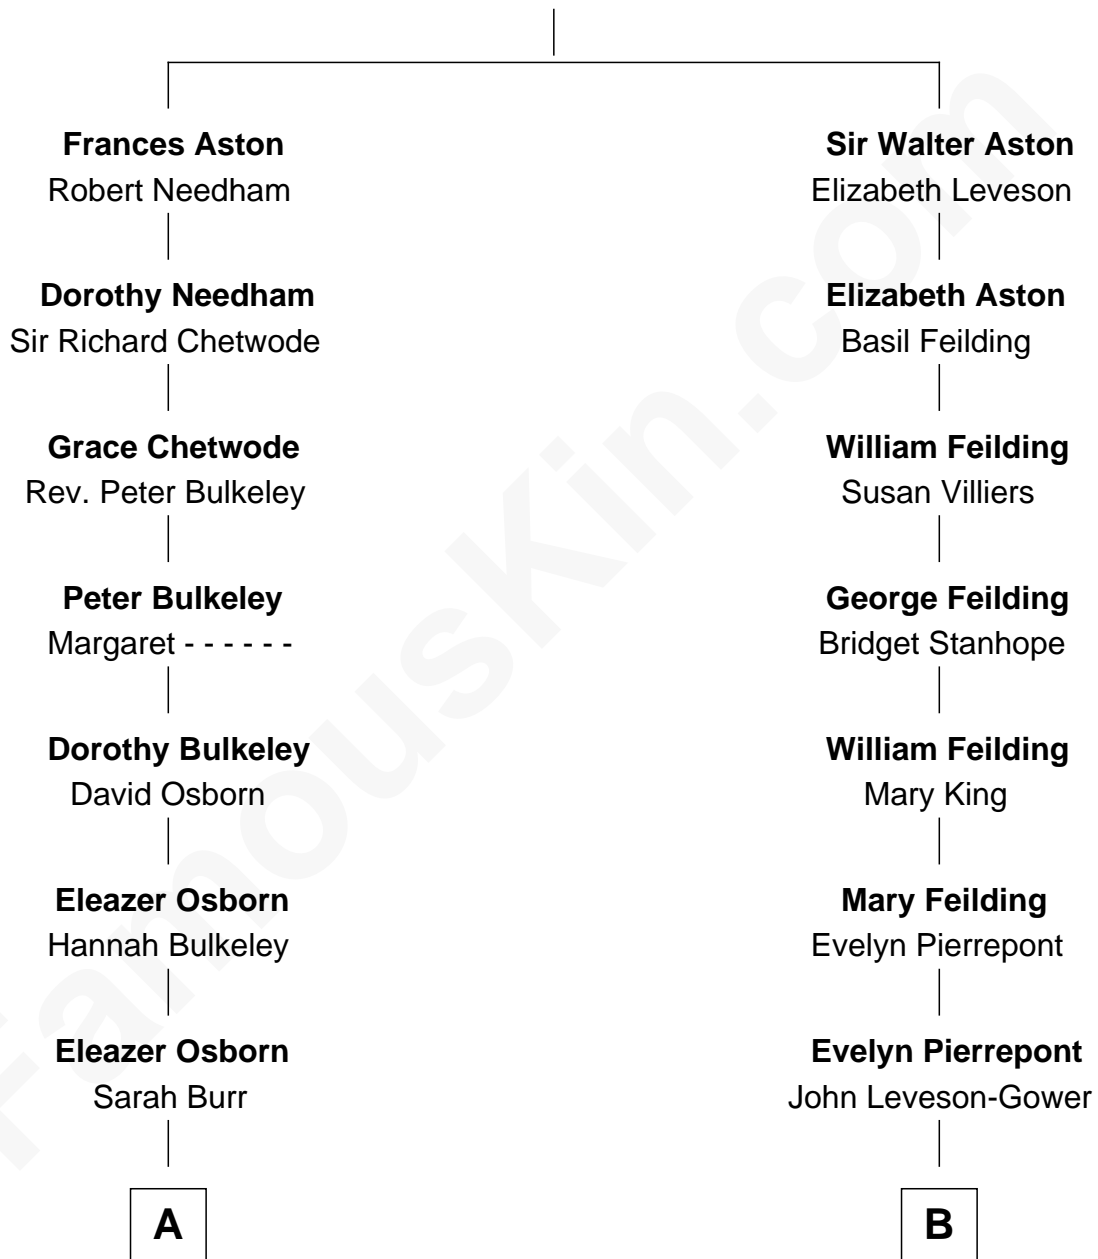 Frances Aston
Robert Needham
Dorothy Needham
Sir Richard Chetwode
Grace Chetwode
Rev. Peter Bulkeley
Peter Bulkeley
Margaret - - - - - -
Dorothy Bulkeley
David Osborn
Eleazer Osborn
Hannah Bulkeley
Eleazer Osborn
Sarah Burr
A
Sir Walter Aston
Elizabeth Leveson
Elizabeth Aston
Basil Feilding
William Feilding
Susan Villiers
George Feilding
Bridget Stanhope
William Feilding
Mary King
Mary Feilding
Evelyn Pierrepont
Evelyn Pierrepont
John Leveson-Gower
B
FamousKin.com